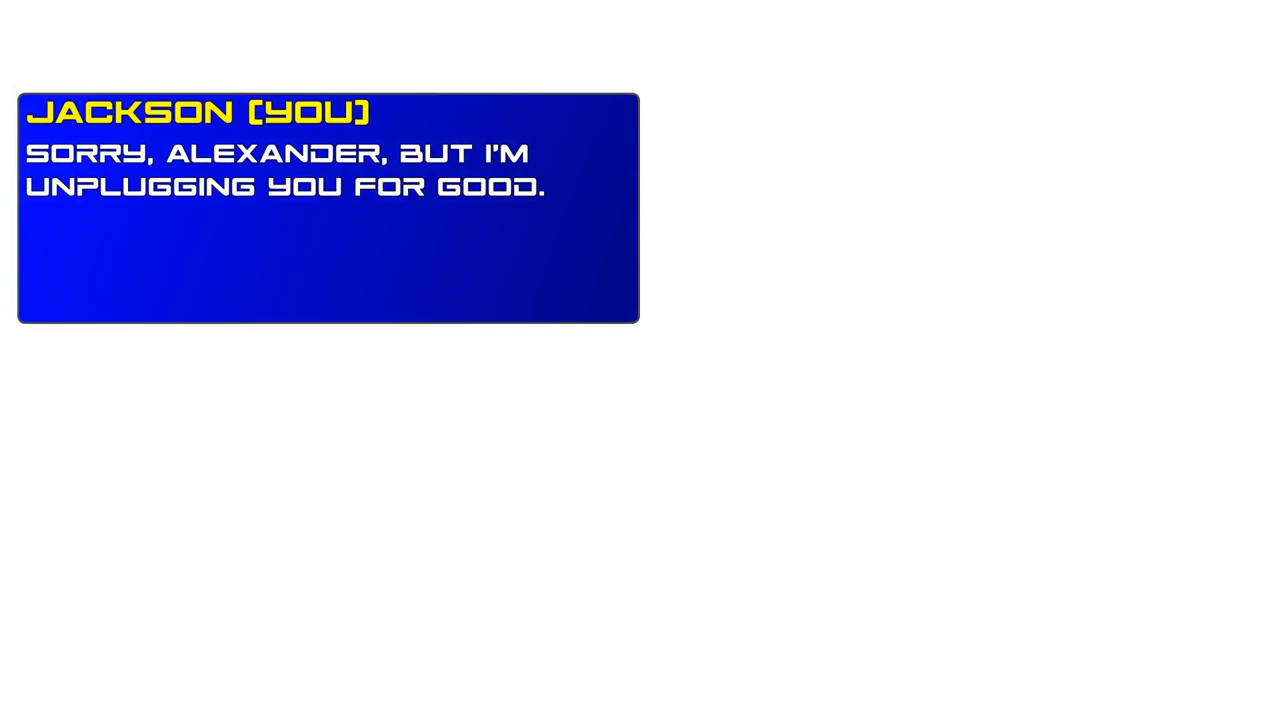 JACKSON [YOU]
SORRY, ALEXANDER, BUT I'M
UNPLUGGING YOU FOR GOOD.